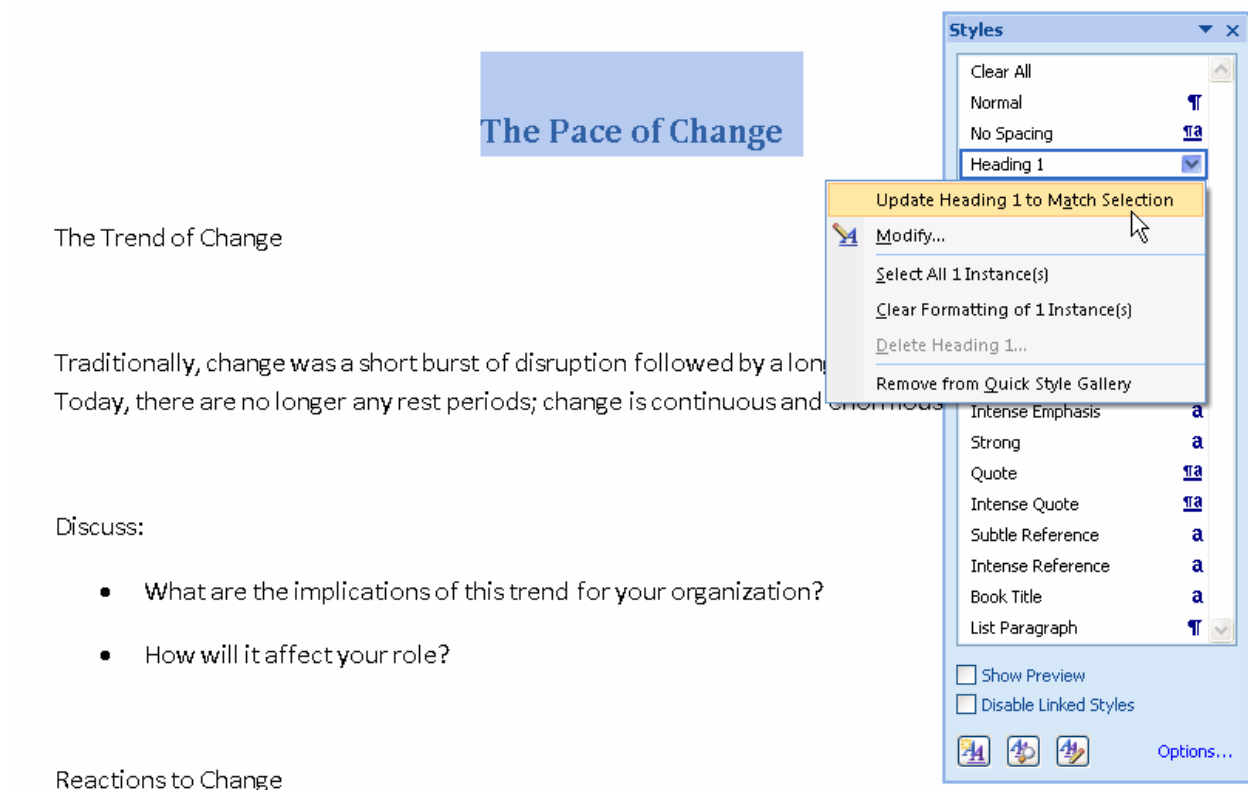 The Pace of Change
The Trend of Change
Traditionally, change was a short burst of disruption followed by a
Today, there are no longer any rest periods; change is continuous and enormous
Discuss:
• What are the implications of this trend for your organization?
• How will it affect your role?
Reactions to Change
Styles
Clear All
Normal ¶
No Spacing ¶a
Heading 1
Update Heading 1 to Match Selection
Modify...
Select All 1 Instance(s)
Clear Formatting of 1 Instance(s)
Delete Heading 1...
Remove from Quick Style Gallery
Intense Emphasis a
Strong a
Quote ¶a
Intense Quote ¶a
Subtle Reference a
Intense Reference a
Book Title a
List Paragraph ¶
Show Preview
Disable Linked Styles
Options...